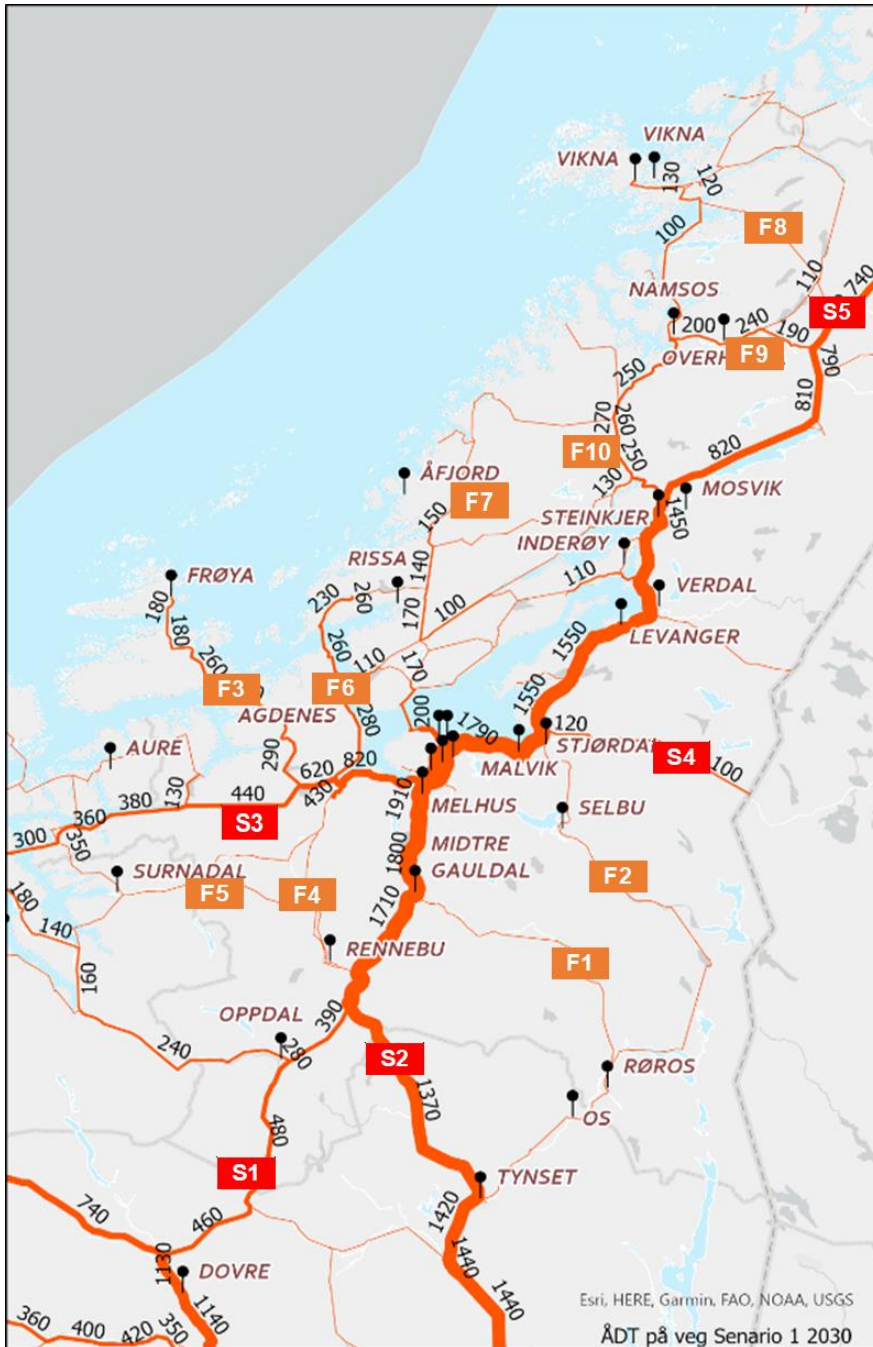 VIKNA
VIKNA
130
120
100
F8
110
740
NAMSOS
S5
200
240
190
OVERH
F9
790
250
810
270
260
F10
250
820
ÅFJORD
130
MOSVIK
F7
STEINKJER
1450
150
INDERØY
RISSA
140
110
FRØYA
VERDAL
180
230
260
170
100
LEVANGER
180
260
110
1550
260
F3
F6
170
1550
AGDENES
280
200
1790
120
STJØRDA
AURE
290
MALVIK
S4
100
620
820
130
430
1910
MELHUS
SELBU
380
440
360
300
S3
MIDTRE
350
1800
GAULDAL
SURNADAL
F5
F4
F2
180
1710
140
RENNEBU
F1
160
OPPDAL
390
240
280
S2
RØROS
1370
OS
480
S1
TYNSET
740
460
1420
1130
DOVRE
1440
1440
1140
Esri, HERE, Garmin, FAO, NOAA, USGS
360
400
420
350
ÅDT på veg Senario 1 2030